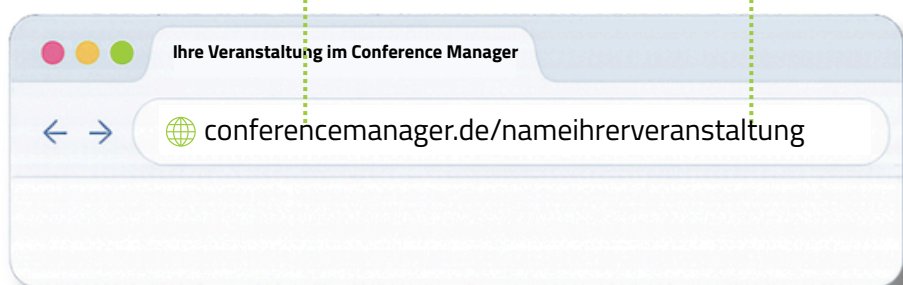 Ihre Veranstaltung im Conference Manager
conferencemanager.de/nameihrerveranstaltung